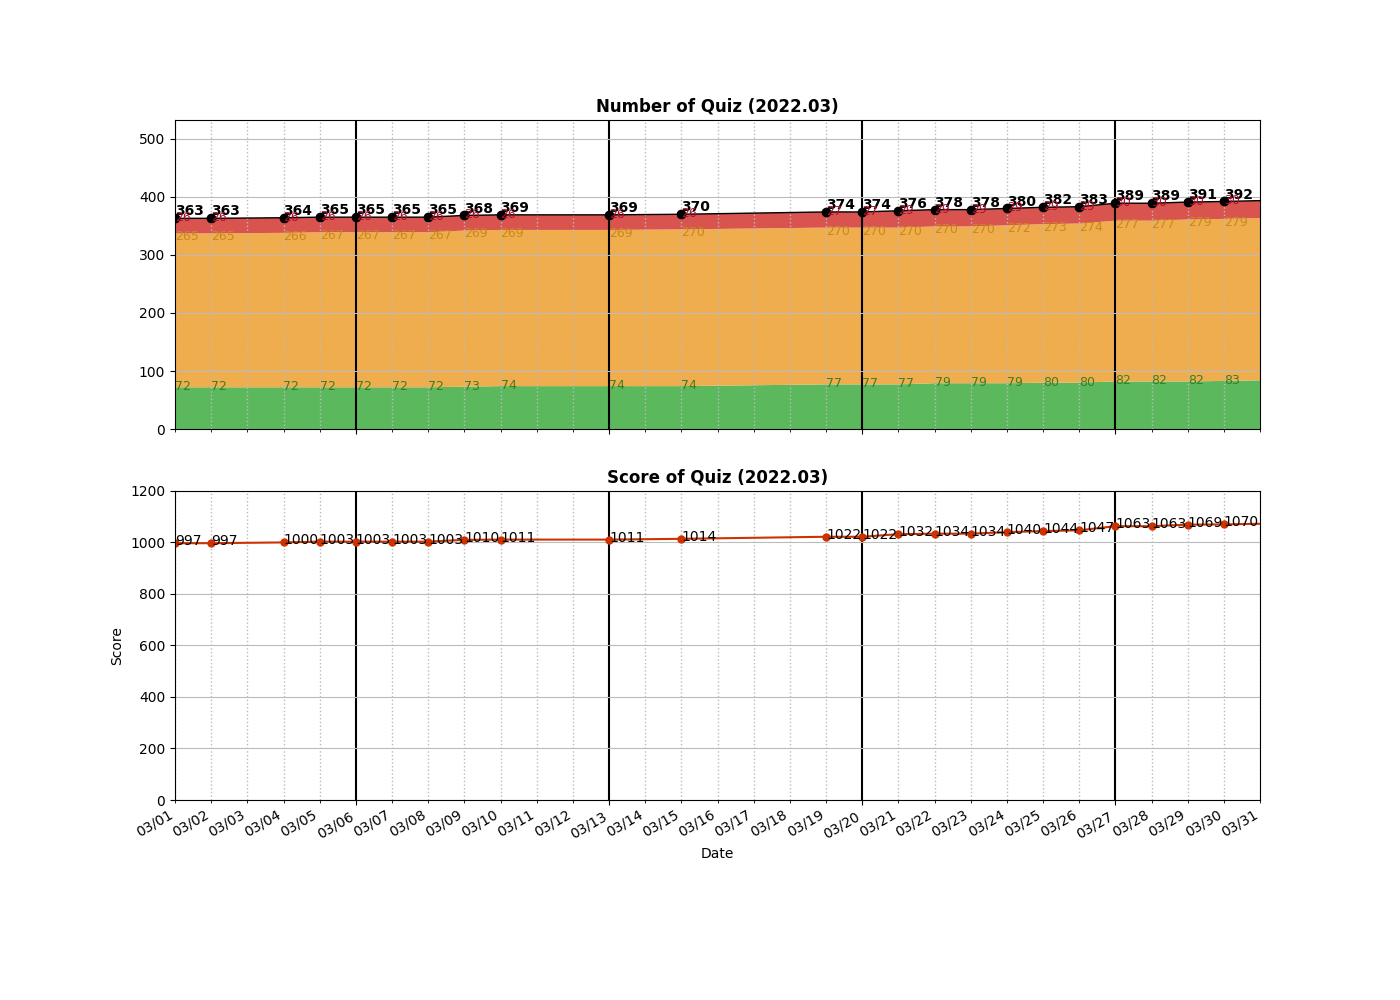 Number of Quiz (2022.03)
500
400
300
200
100
0
363 363 364 365 365 365 365 368 369 369 370 374 374 376 378 378 380 382 383 389 389 391 392
265 265 266 267 267 267 267 269 269 269 270 270 270 270 270 270 272 273 274 277 277 279 279
72 72 72 72 72 72 72 73 74 74 74 77 77 77 79 79 79 80 80 82 82 82 83
Score of Quiz (2022.03)
1200
1000
800
600
400
200
0
997 997 1000 1003 1003 1003 1003 1010 1011 1011 1014 1022 1022 1032 1034 1034 1040 1044 1047 1063 1063 1069 1070
Score
03/01 03/02 03/03 03/04 03/05 03/06 03/07 03/08 03/09 03/10 03/11 03/12 03/13 03/14 03/15 03/16 03/17 03/18 03/19 03/20 03/21 03/22 03/23 03/24 03/25 03/26 03/27 03/28 03/29 03/30 03/31
Date